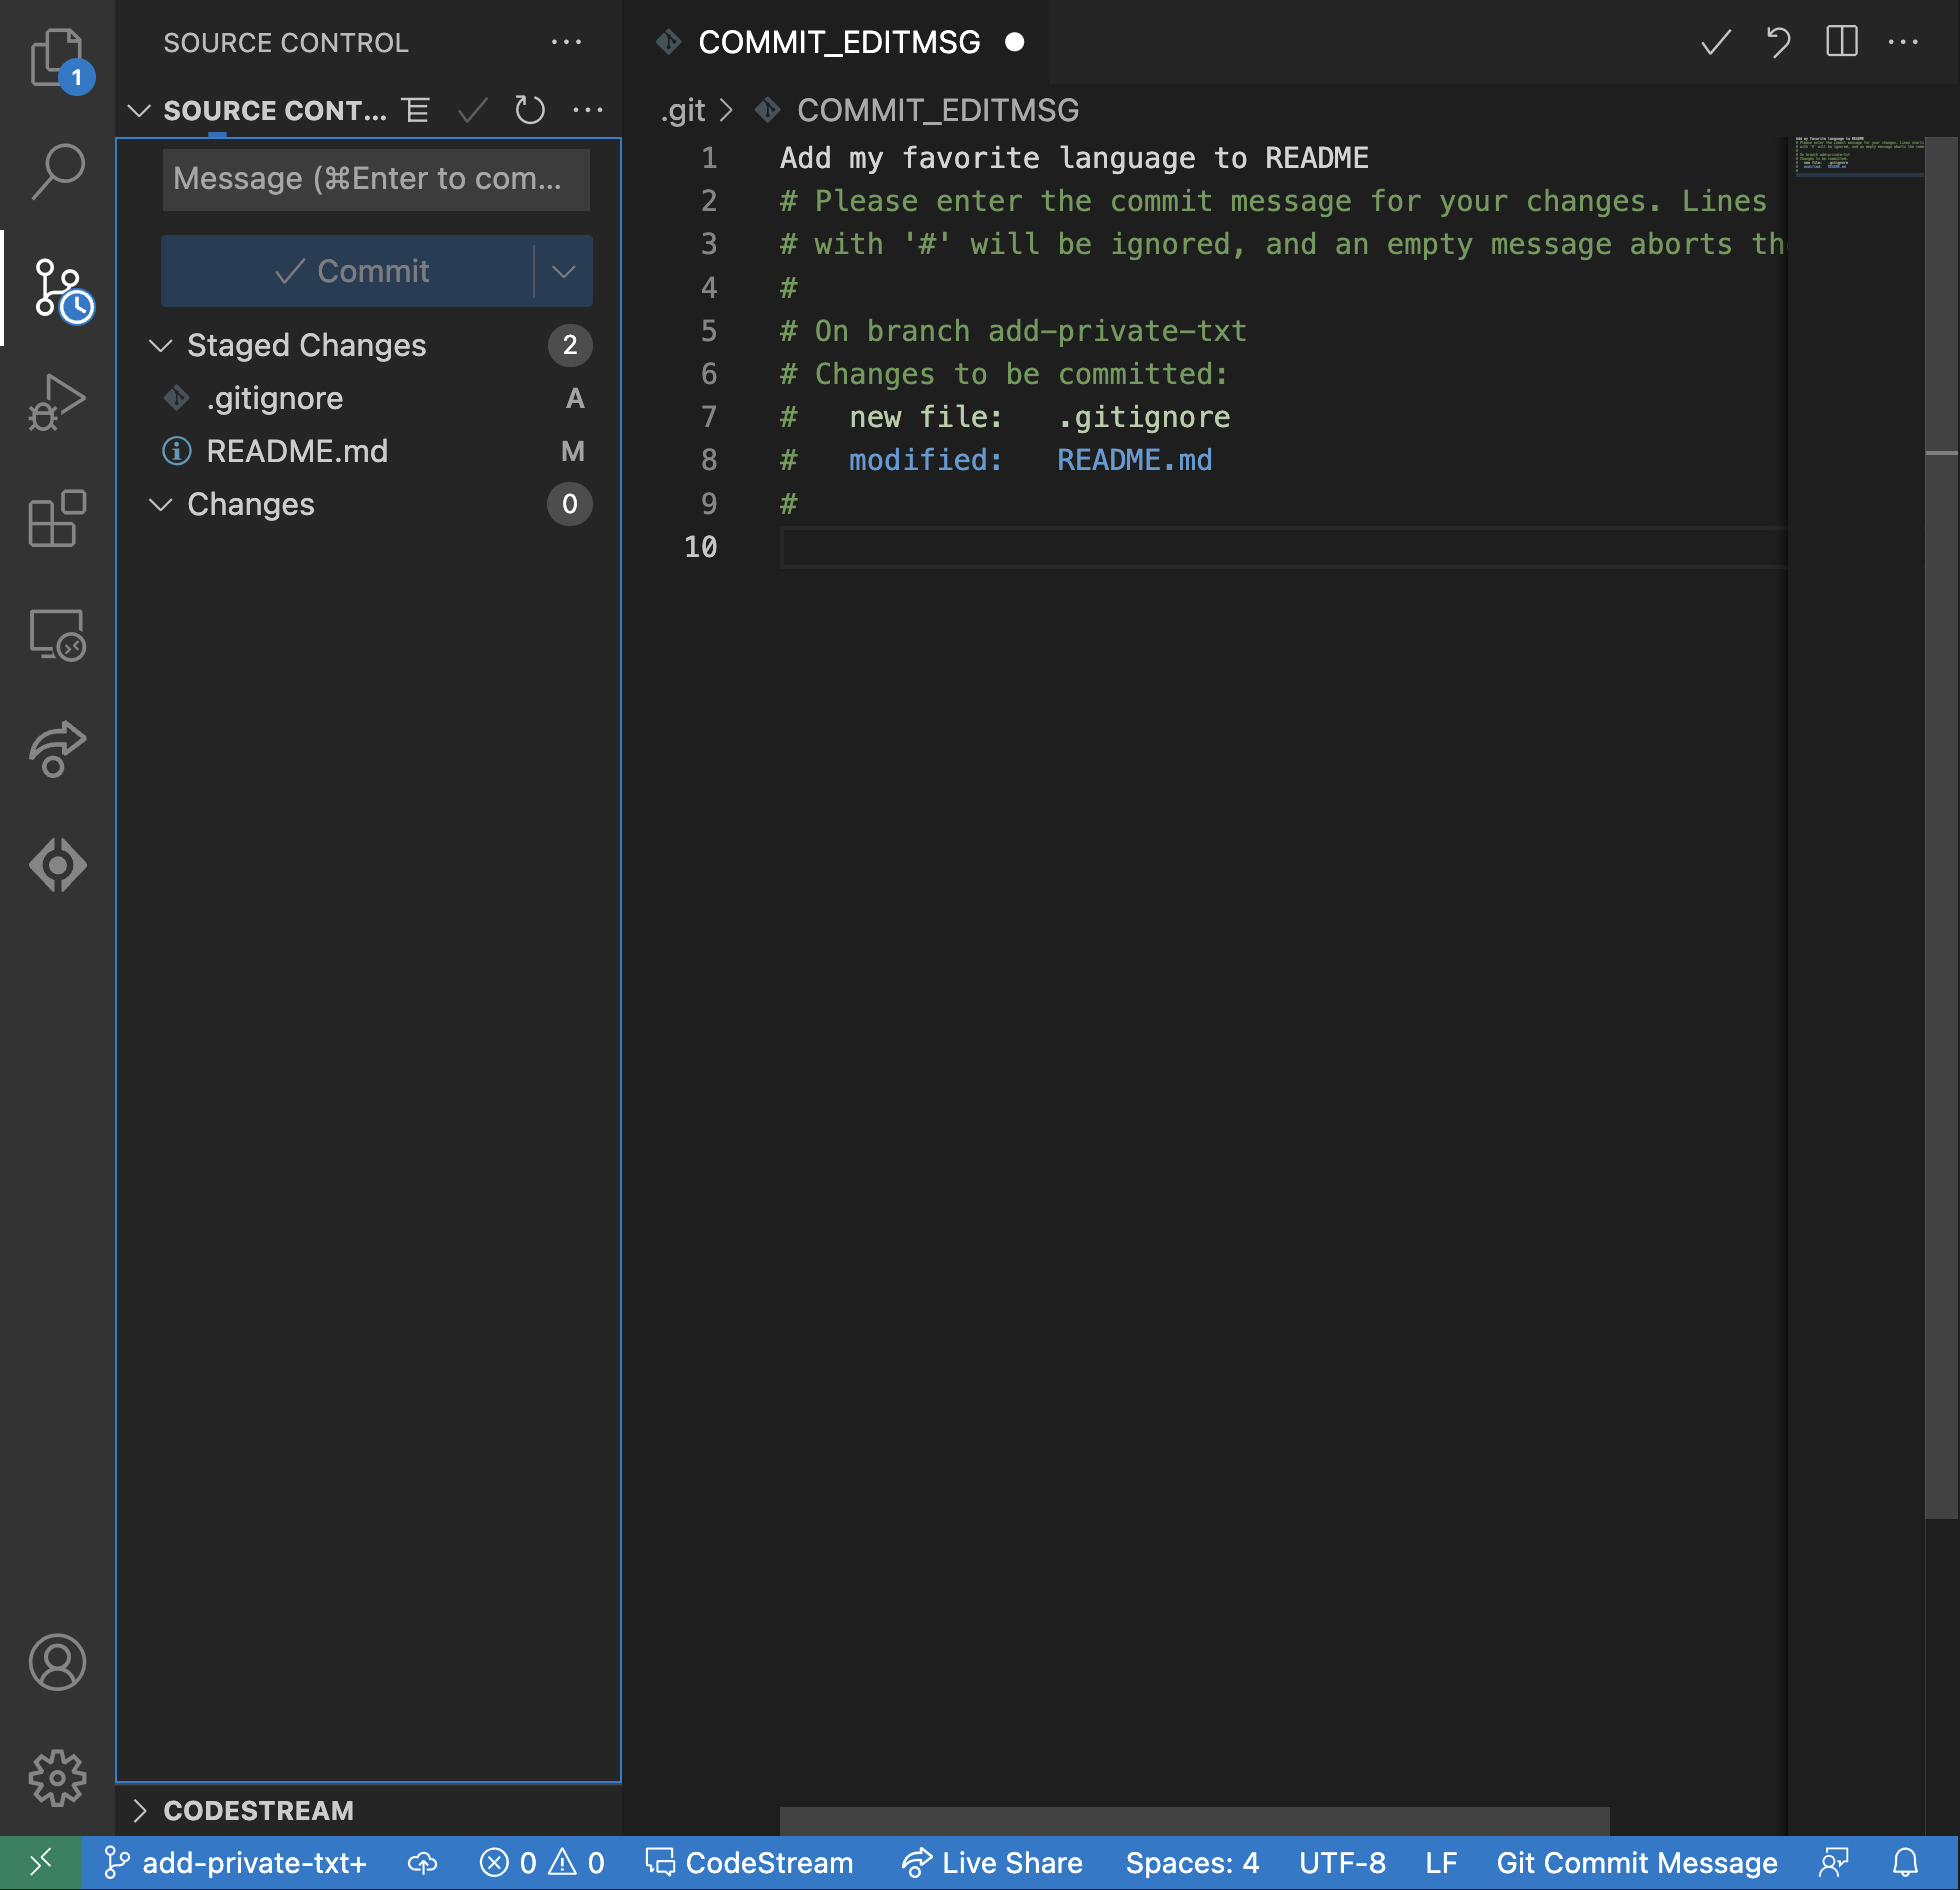 SOURCE CONTROL
SOURCE CONT...
Message (⌘Enter to com...
Commit
Staged Changes 2
.gitignore A
README.md M
Changes 0
CODESTREAM
1
COMMIT_EDITMSG
.git > COMMIT_EDITMSG
1 Add my favorite language to README
2 # Please enter the commit message for your changes. Lines
3 # with '#' will be ignored, and an empty message aborts th
4 #
5 # On branch add-private-txt
6 # Changes to be committed:
7 #   new file:   .gitignore
8 #   modified:   README.md
9 #
10
add-private-txt+ 0 0 CodeStream Live Share Spaces: 4 UTF-8 LF Git Commit Message